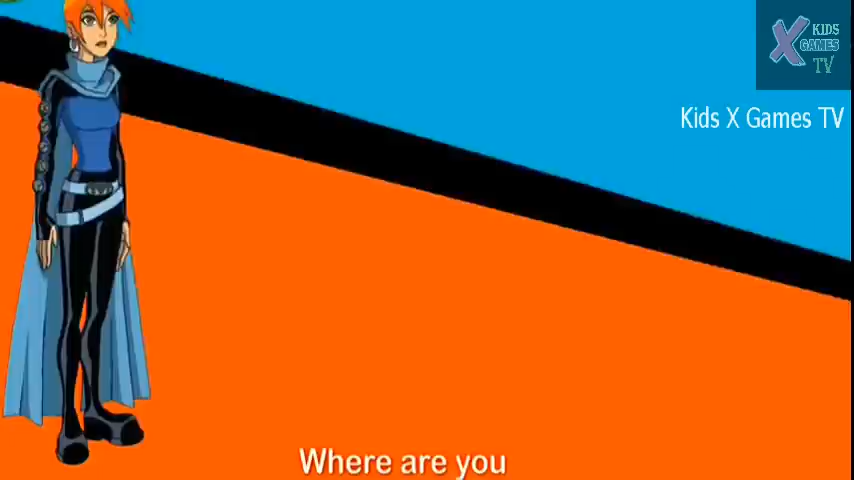 KIDS
X GAMES
TV
Kids X Games TV
Where are you